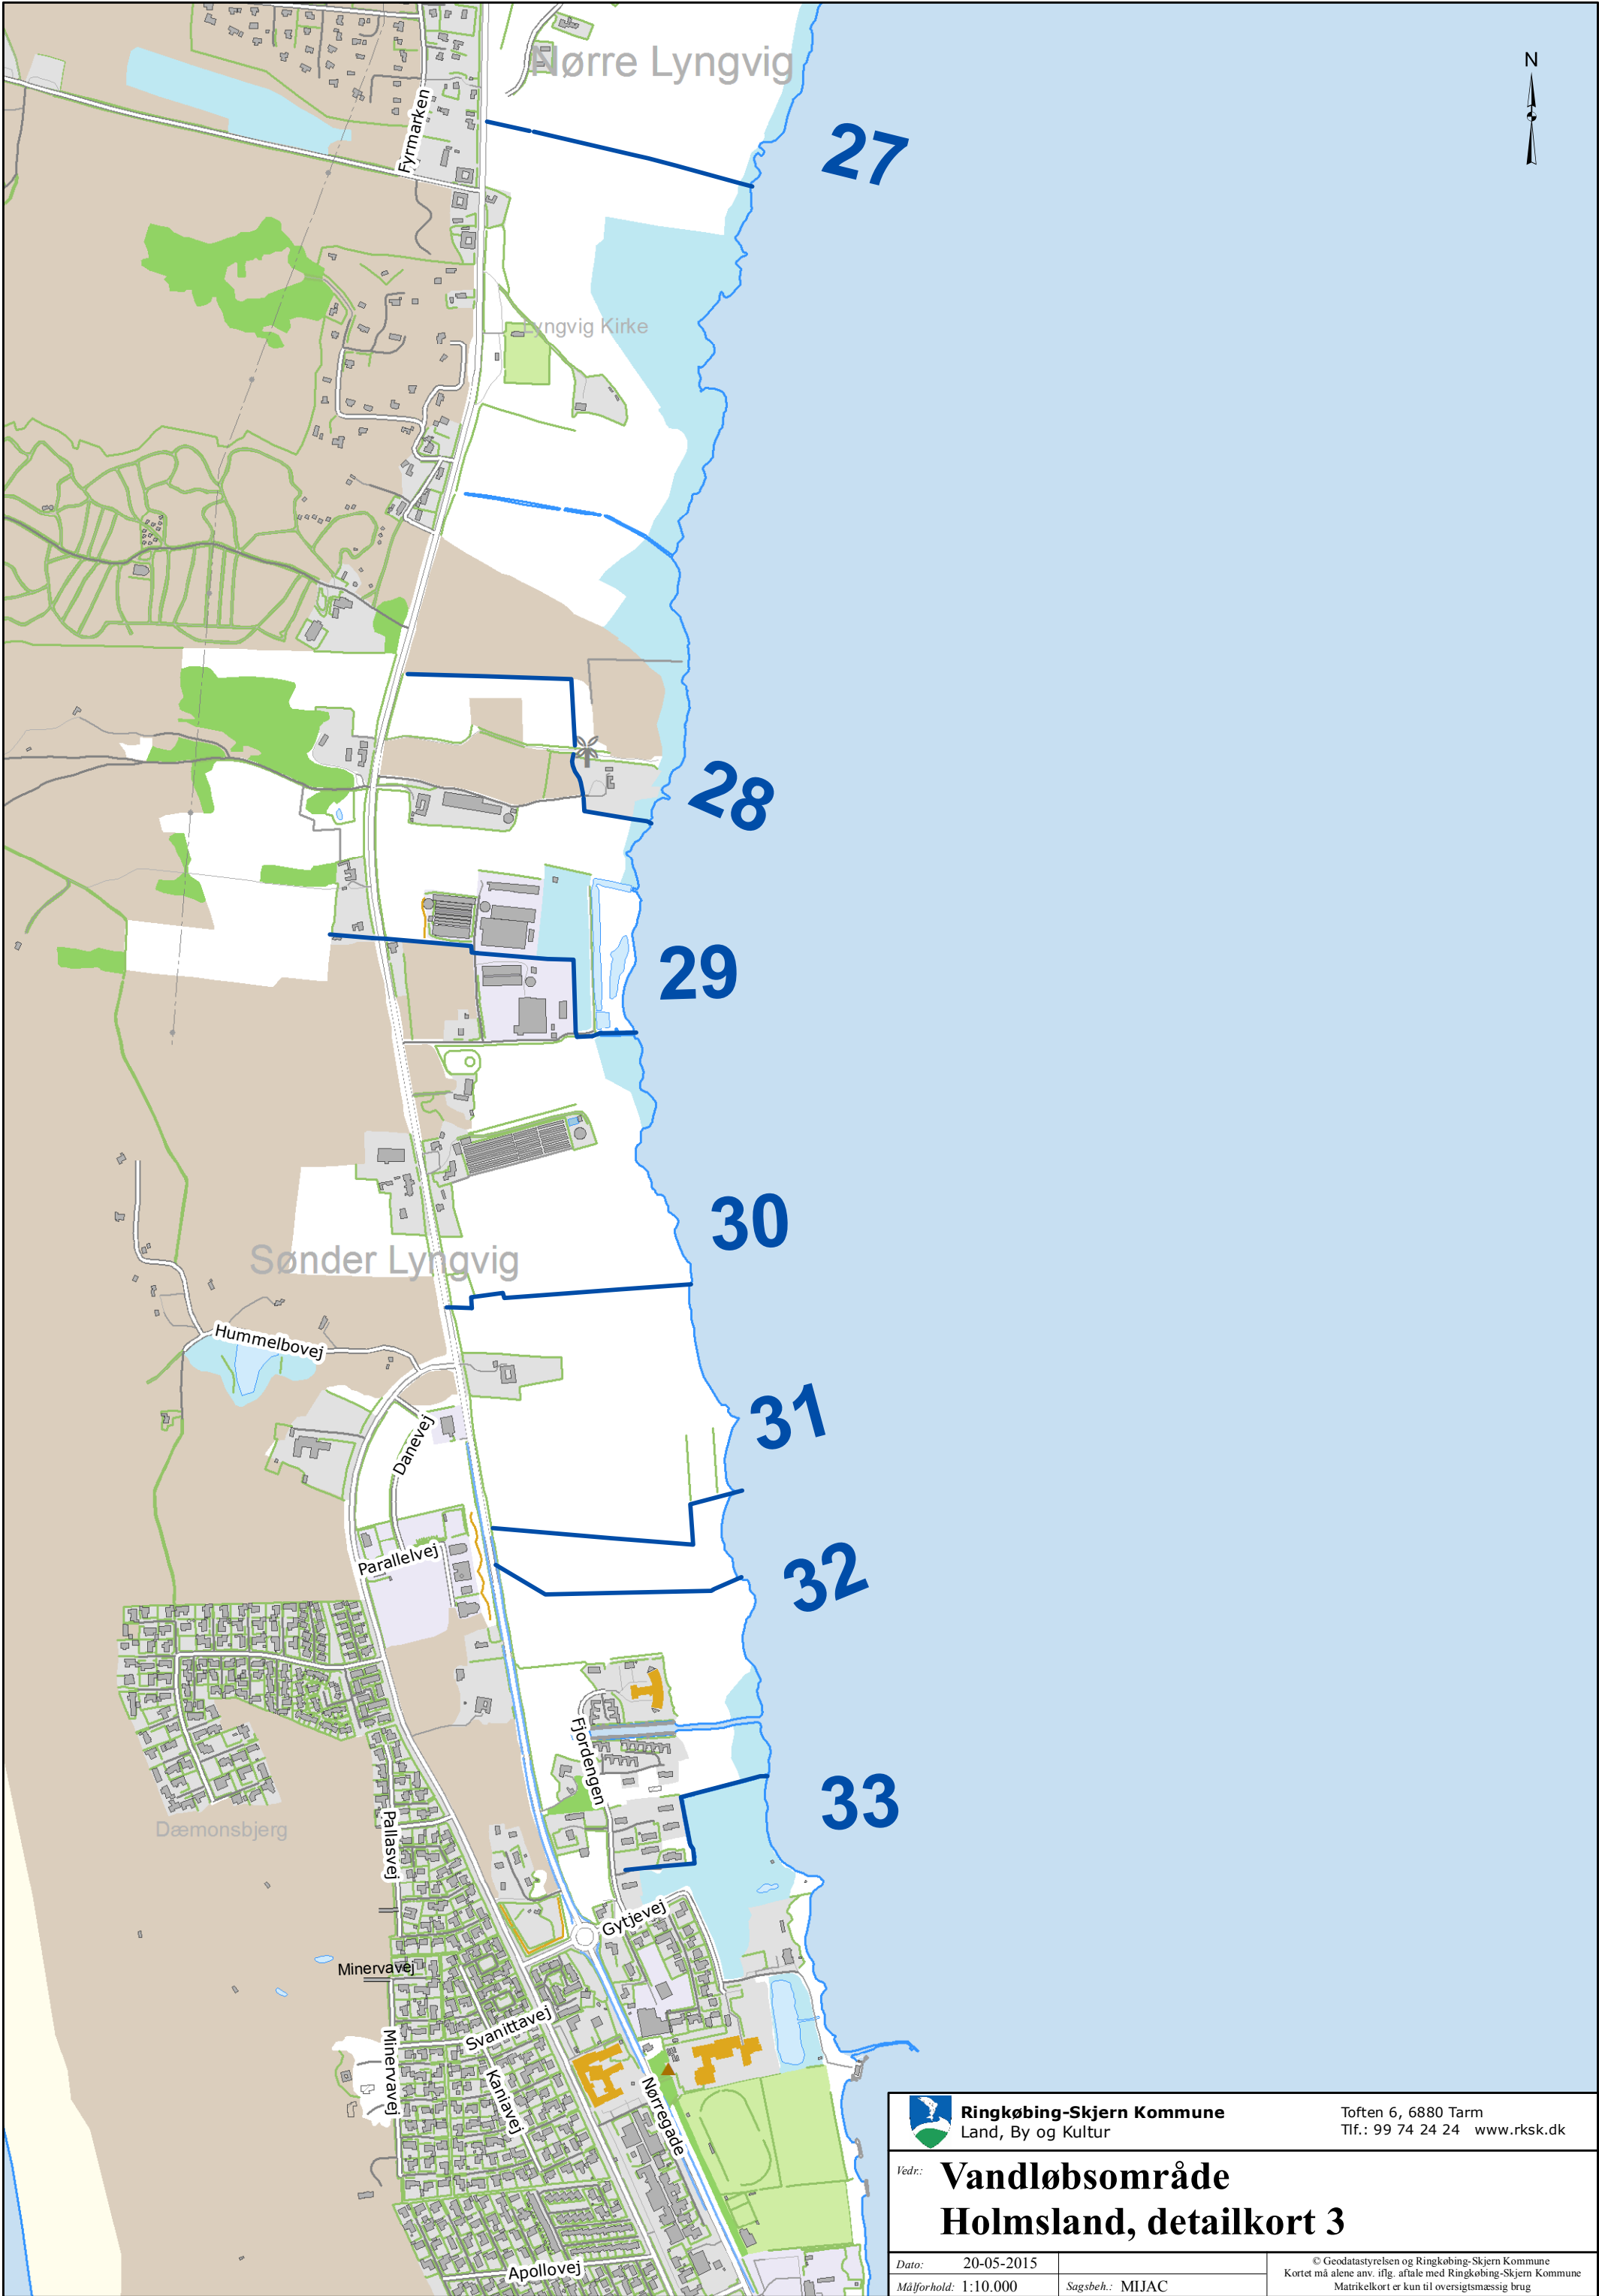 Nørre Lyngvig
N
Fyrmarken
27
Lyngvig Kirke
28
29
30
Sønder Lyngvig
Hummelbovej
31
Danevej
Parallelvej
32
Fjordengen
33
Dæmonsbjerg
Pallasvej
Gytjevej
Minervavej
Svanittavej
Minervavej
Kaniavej
Nørregade
Apollovej
Ringkøbing-Skjern Kommune
Land, By og Kultur
Toften 6, 6880 Tarm
Tlf.: 99 74 24 24 www.rksk.dk
Vedr.: Vandløbsområde
Holmsland, detailkort 3
Dato: 20-05-2015
Målforhold: 1:10.000
Sagsbeh.: MIJAC
© Geodatastyrelsen og Ringkøbing-Skjern Kommune
Kortet må alene anv. iflg. aftale med Ringkøbing-Skjern Kommune
Matrikelkort er kun til oversigtsmæssig brug